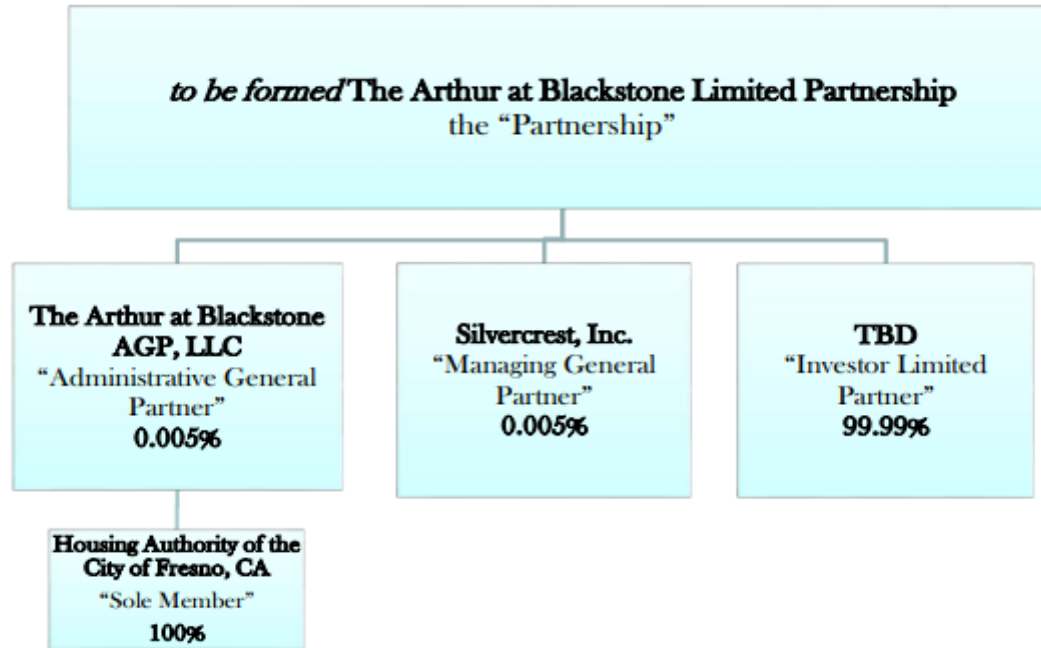 to be formed The Arthur at Blackstone Limited Partnership
the “Partnership”
The Arthur at Blackstone
AGP, LLC
“Administrative General
Partner”
0.005%
Silvercrest, Inc.
“Managing General
Partner”
0.005%
TBD
“Investor Limited
Partner”
99.99%
Housing Authority of the
City of Fresno, CA
“Sole Member”
100%